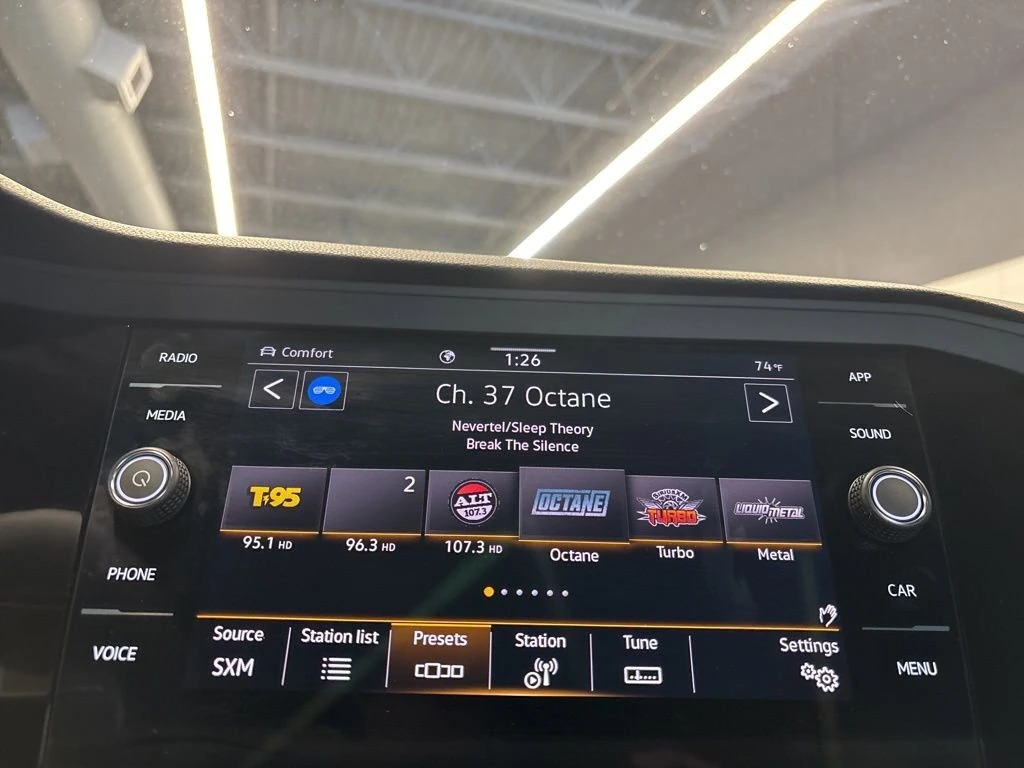 RADIO
MEDIA
PHONE
VOICE
Comfort
1:26
74°F
Ch. 37 Octane
Nevertel/Sleep Theory
Break The Silence
T-95
2
ALT
107.3
OCTANE
SIRIUSXM
TURBO
LIQUID METAL
95.1 HD
96.3 HD
107.3 HD
Octane
Turbo
Metal
Source
SXM
Station list
Presets
Station
Tune
Settings
APP
SOUND
CAR
MENU